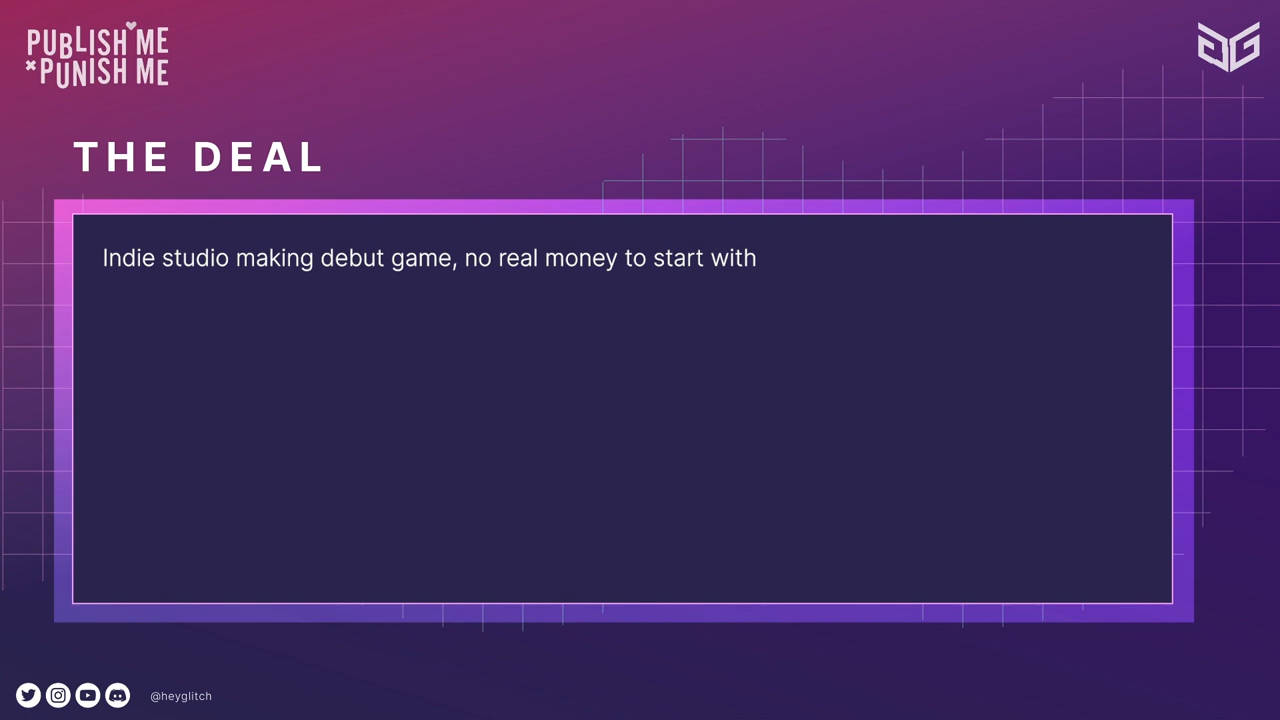 PUBLISH ME
PUNISH ME
THE DEAL
Indie studio making debut game, no real money to start with
@heyglitch